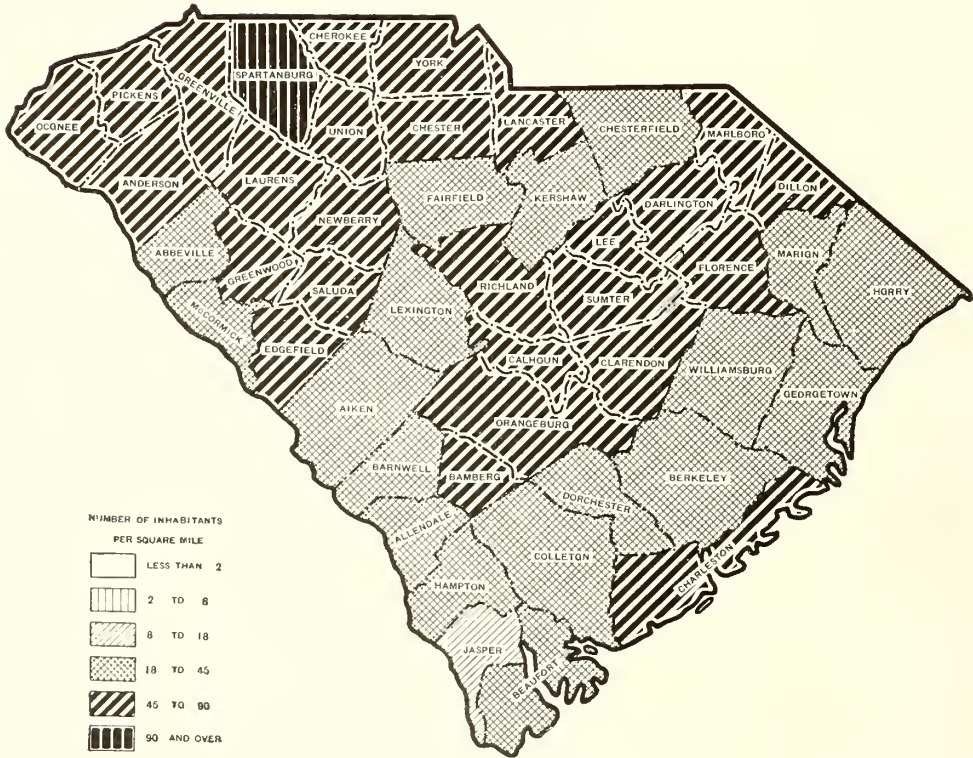 CHEROKEE
YORK
SPARTANBURG
GREENVILLE
PICKENS
OCONEE
UNION
CHESTER
LANCASTER
CHESTERFIELD
MARLBORO
ANDERSON
LAURENS
NEWBERRY
FAIRFIELD
KERSHAW
DARLINGTON
DILLON
ABBEVILLE
GREENWOOD
LEE
FLORENCE
MARION
McCORMICK
SALUDA
LEXINGTON
RICHLAND
SUMTER
HORRY
EDGEFIELD
CALHOUN
CLARENDON
WILLIAMSBURG
GEORGETOWN
AIKEN
ORANGEBURG
BARNWELL
BAMBERG
BERKELEY
DORCHESTER
ALLENDALE
COLLETON
CHARLESTON
HAMPTON
JASPER
BEAUFORT
NUMBER OF INHABITANTS
PER SQUARE MILE
LESS THAN 2
2 TO 6
8 TO 18
18 TO 45
45 TO 90
90 AND OVER